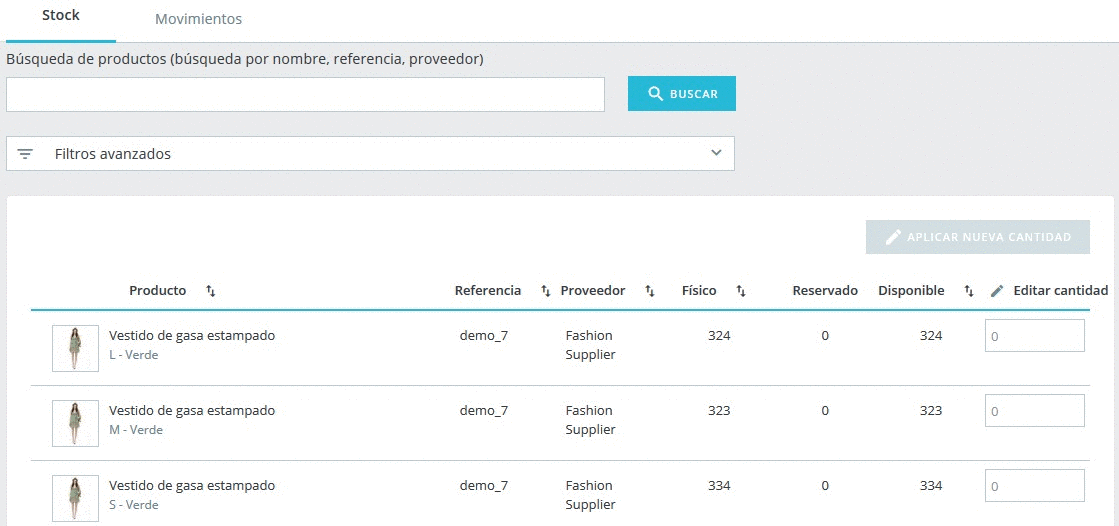 Stock Movimientos
Búsqueda de productos (búsqueda por nombre, referencia, proveedor)
BUSCAR
Filtros avanzados
APLICAR NUEVA CANTIDAD
Producto Referencia Proveedor Físico Reservado Disponible Editar cantidad
Vestido de gasa estampado demo_7 Fashion 324 0 324 0
L - Verde Supplier
Vestido de gasa estampado demo_7 Fashion 323 0 323 0
M - Verde Supplier
Vestido de gasa estampado demo_7 Fashion 334 0 334 0
S - Verde Supplier